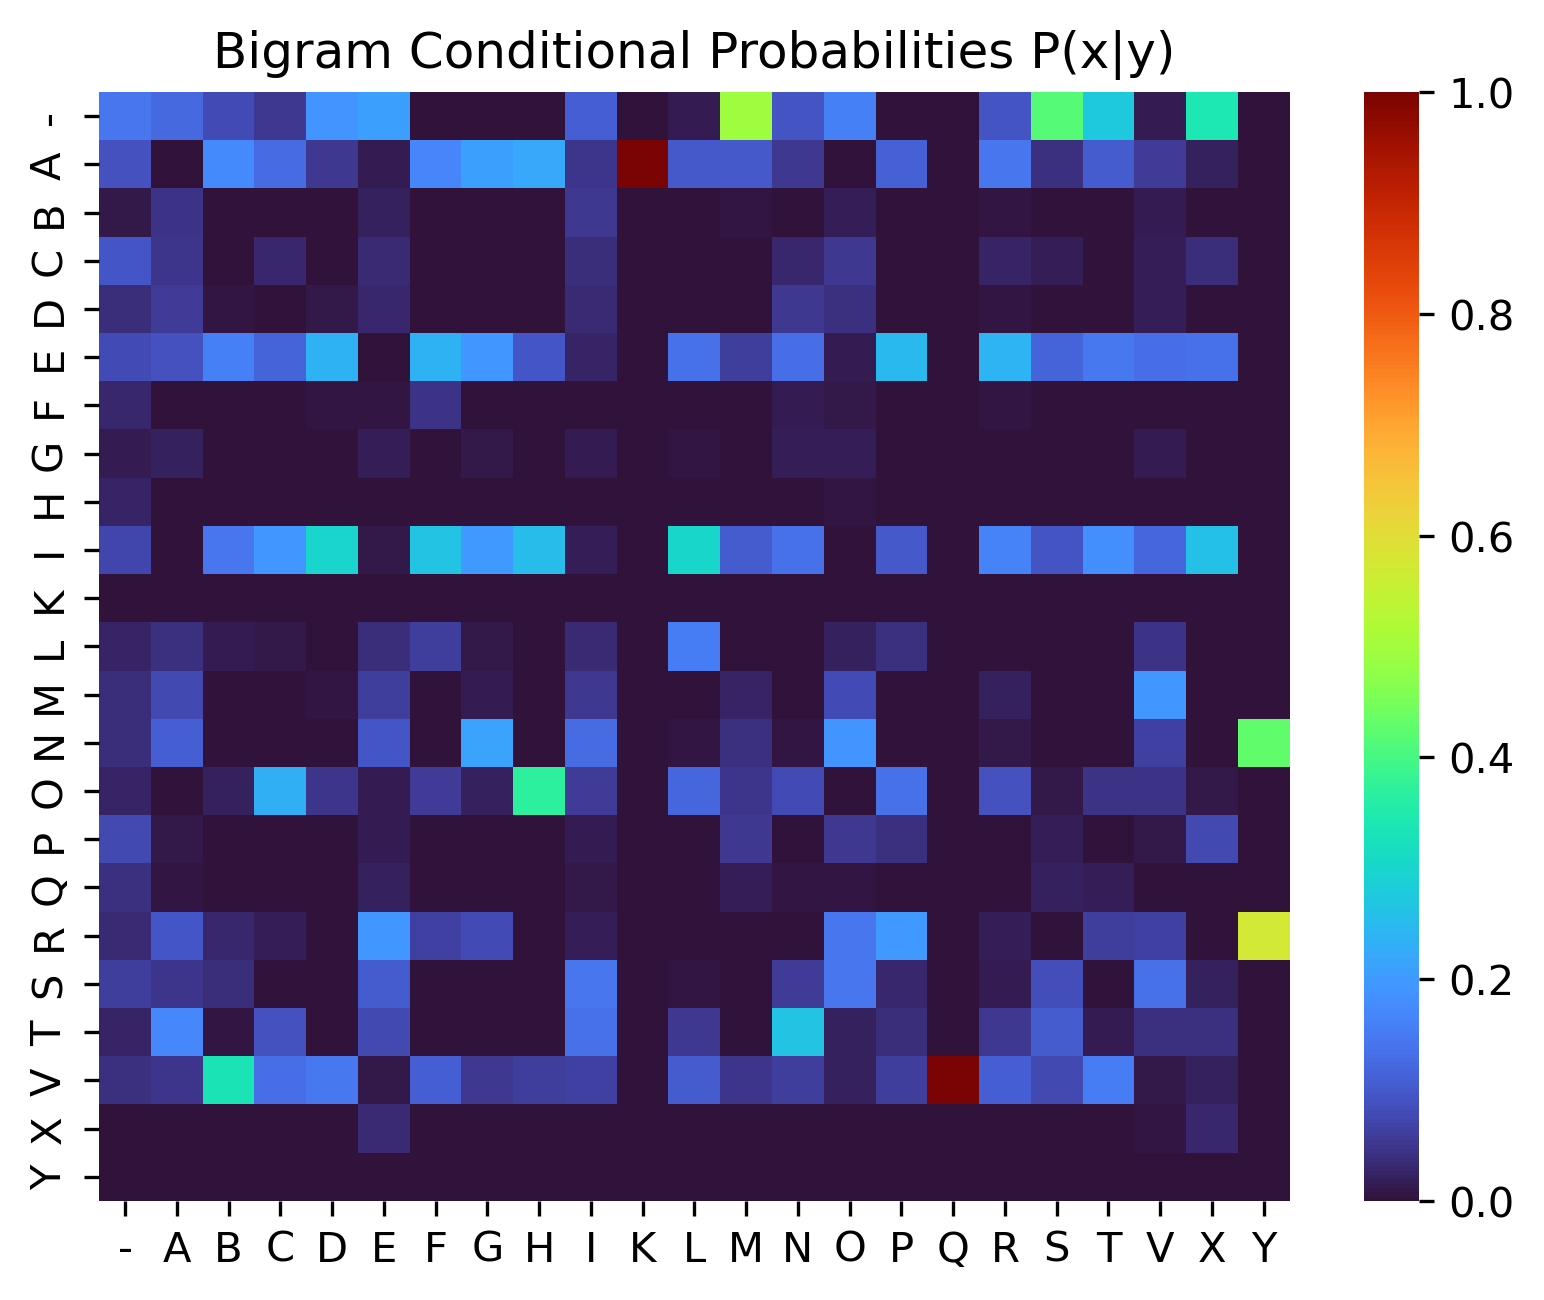 Bigram Conditional Probabilities P(x|y)
-
A
B
C
D
E
F
G
H
I
K
L
M
N
O
P
Q
R
S
T
V
X
Y
- A B C D E F G H I K L M N O P Q R S T V X Y
1.0
0.8
0.6
0.4
0.2
0.0